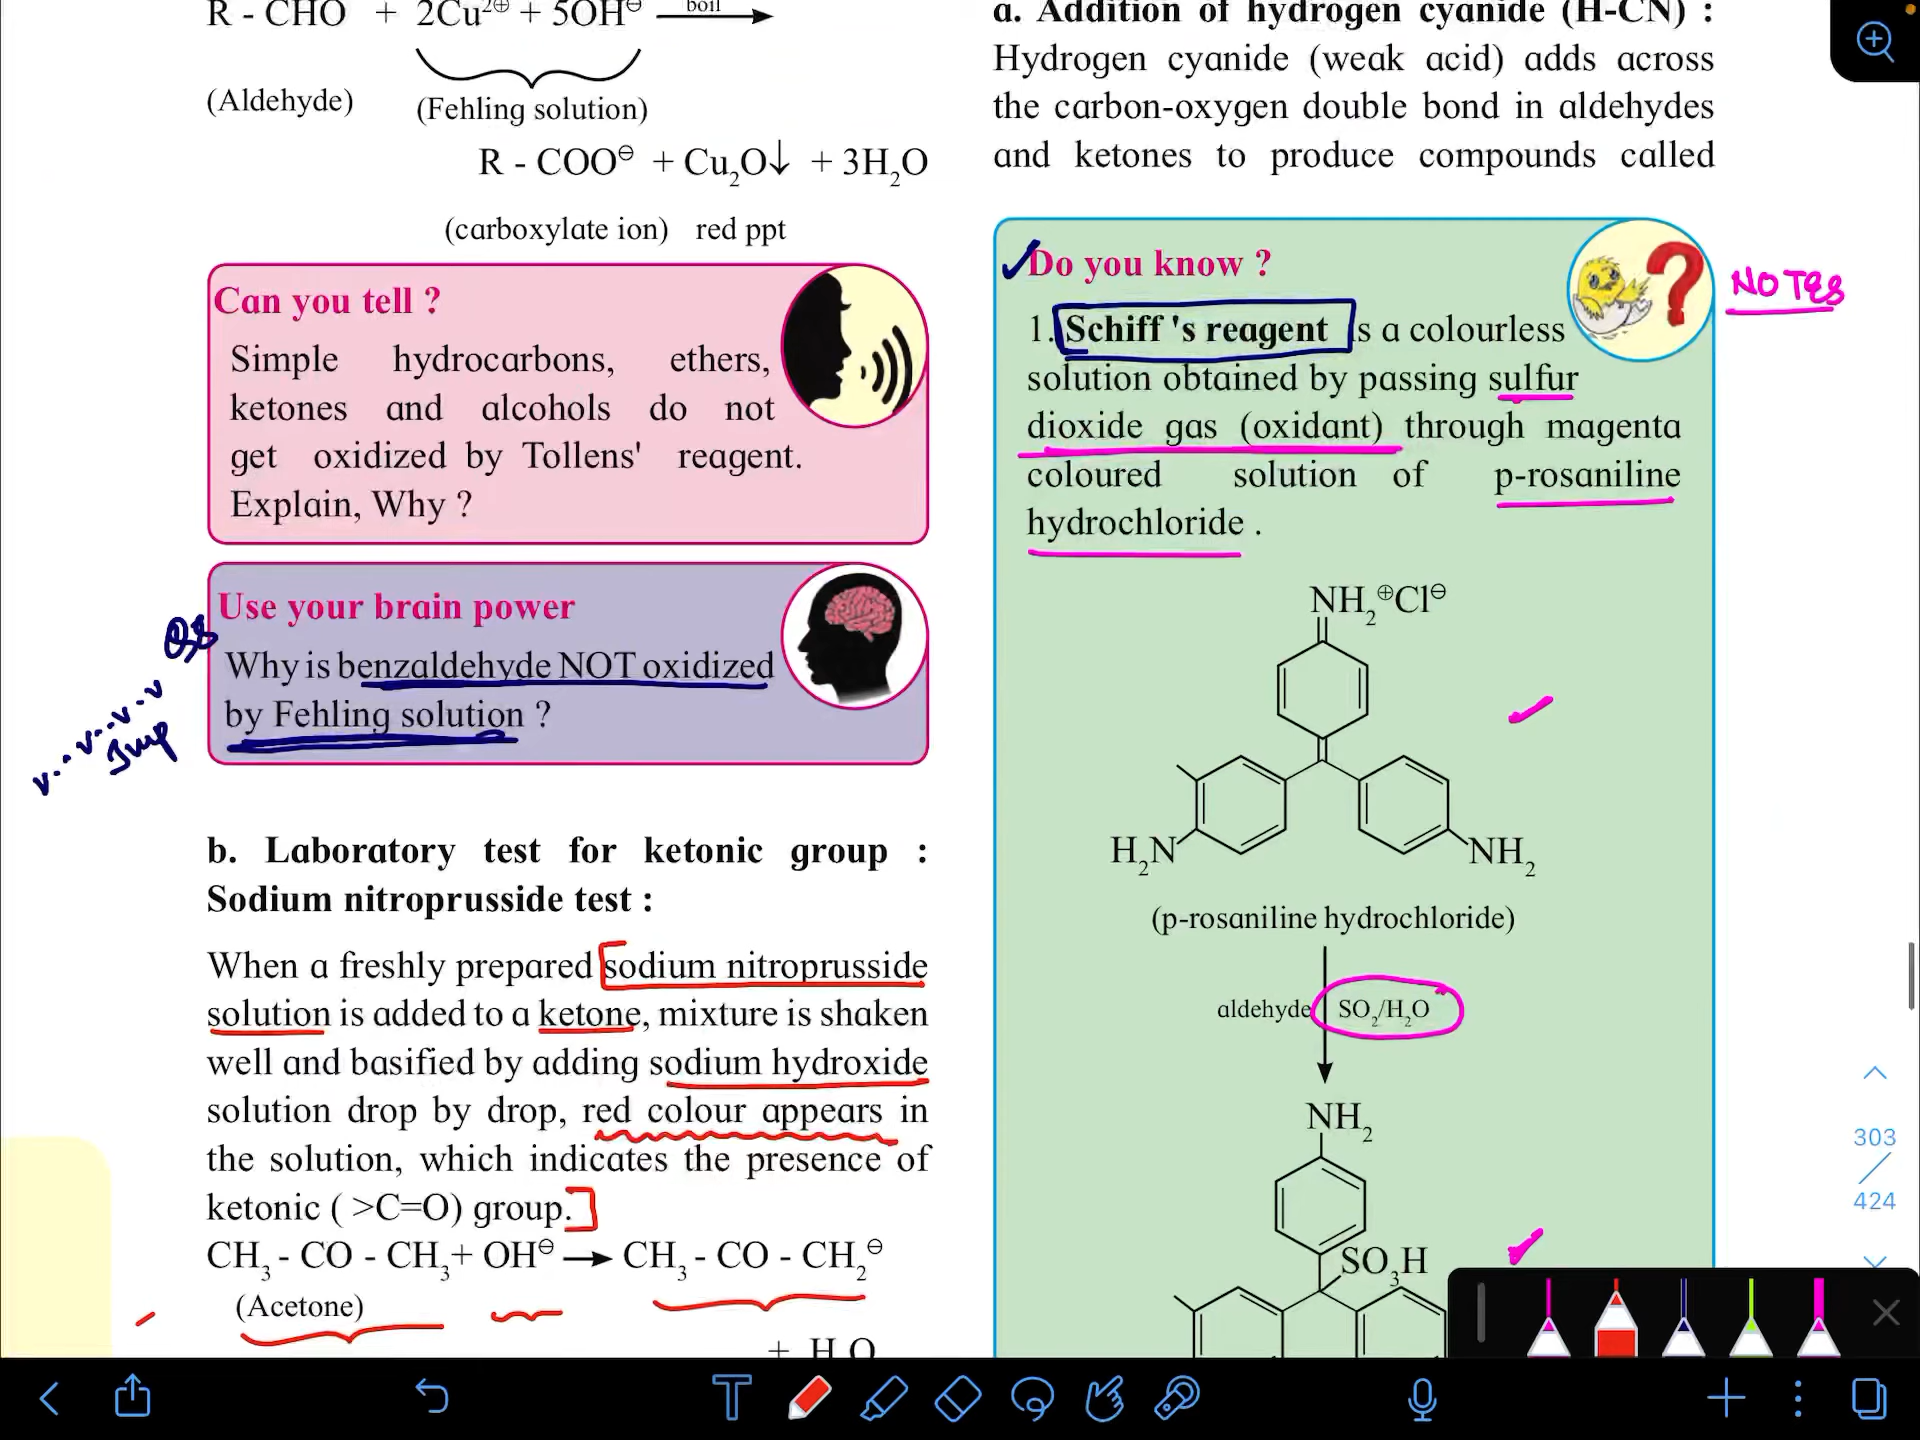 R - CHO + 2Cu²⊕ + 5OH⊖ boil
(Aldehyde) (Fehling solution)
R - COO⊖ + Cu₂O↓ + 3H₂O
(carboxylate ion) red ppt
Can you tell ?
Simple hydrocarbons, ethers,
ketones and alcohols do not
get oxidized by Tollens' reagent.
Explain, Why ?
Use your brain power
Why is benzaldehyde NOT oxidized
by Fehling solution ?
v...v...v..v
Imp
b. Laboratory test for ketonic group :
Sodium nitroprusside test :
When a freshly prepared sodium nitroprusside
solution is added to a ketone, mixture is shaken
well and basified by adding sodium hydroxide
solution drop by drop, red colour appears in
the solution, which indicates the presence of
ketonic ( >C=O) group.
CH₃ - CO - CH₃ + OH⊖ → CH₃ - CO - CH₂⊖
(Acetone)
+ H₂O
a. Addition of hydrogen cyanide (H-CN) :
Hydrogen cyanide (weak acid) adds across
the carbon-oxygen double bond in aldehydes
and ketones to produce compounds called
Do you know ?
NOTES
1. Schiff 's reagent is a colourless
solution obtained by passing sulfur
dioxide gas (oxidant) through magenta
coloured solution of p-rosaniline
hydrochloride .
NH₂⊕Cl⊖
H₂N NH₂
(p-rosaniline hydrochloride)
aldehyde SO₂/H₂O
NH₂
SO₃H
303
424